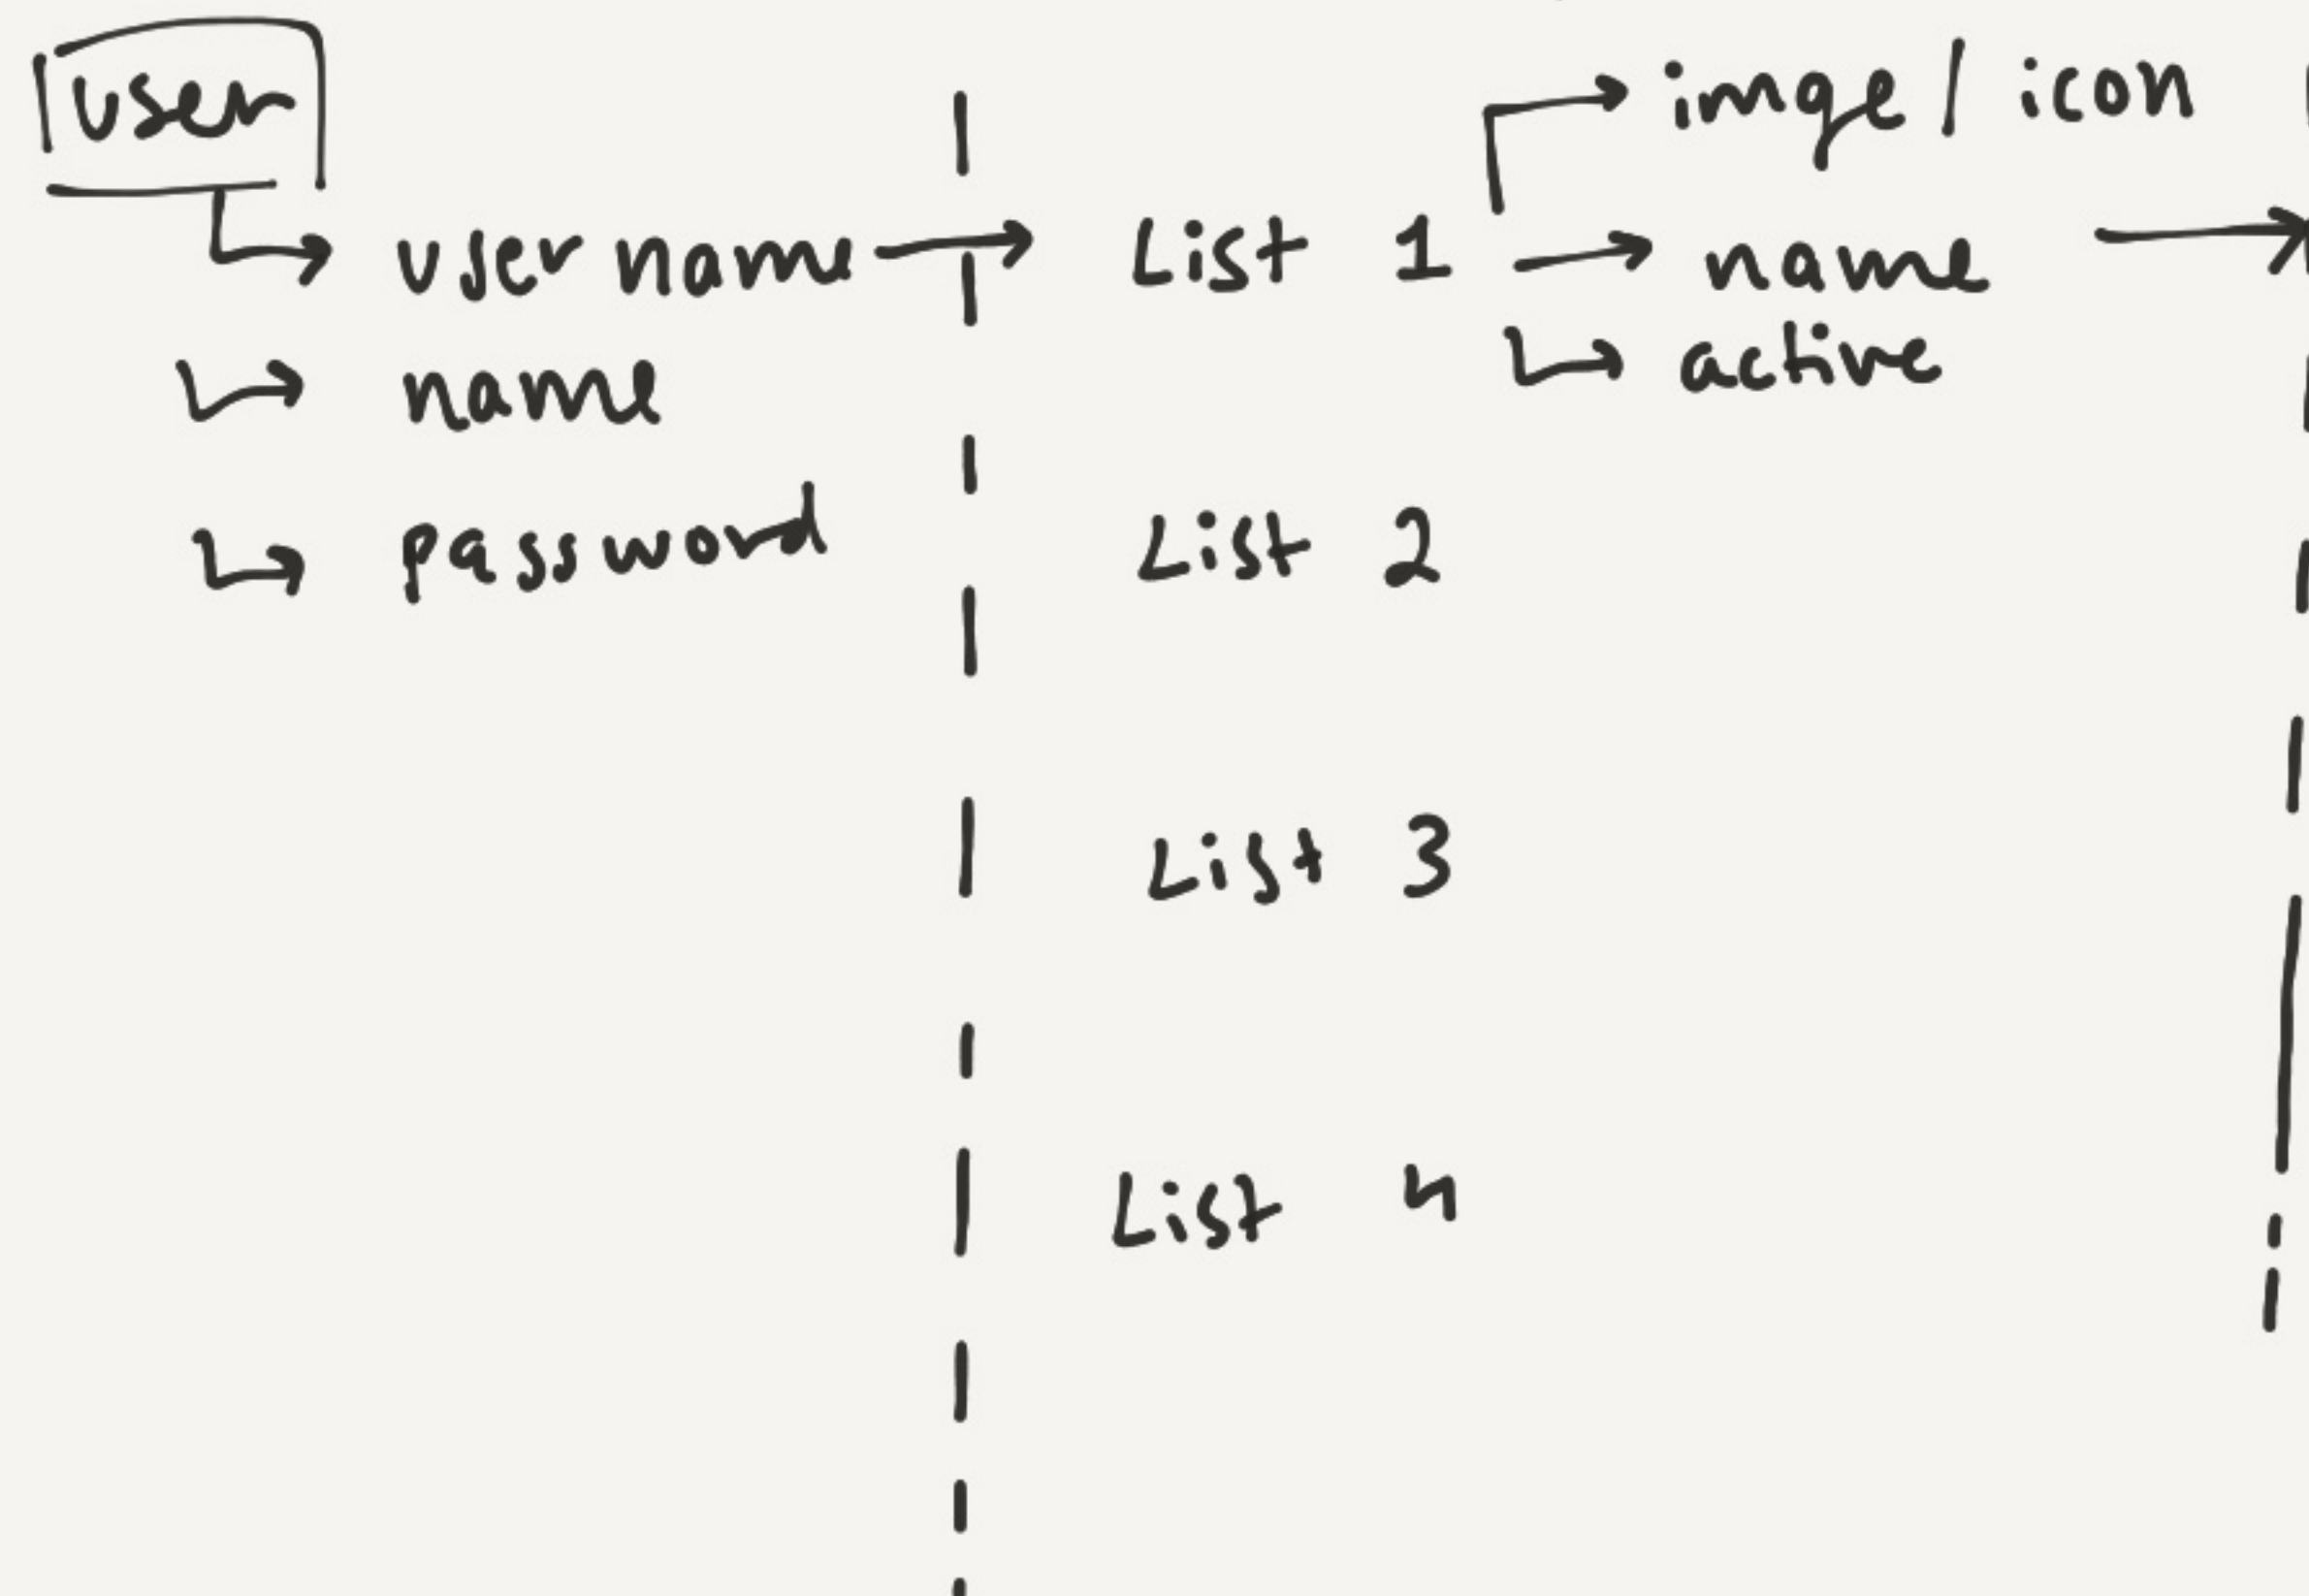 user
imge / icon
username → List 1 → name →
name
active
password
List 2
List 3
List 4